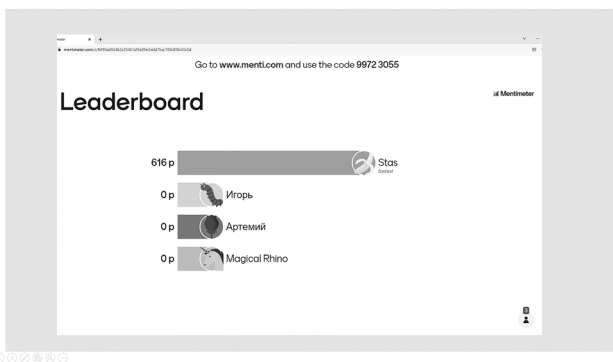 Go to www.menti.com and use the code 9972 3055
Leaderboard
Mentimeter
616 p
Stas
fastest
0 p
Игорь
0 p
Артемий
0 p
Magical Rhino